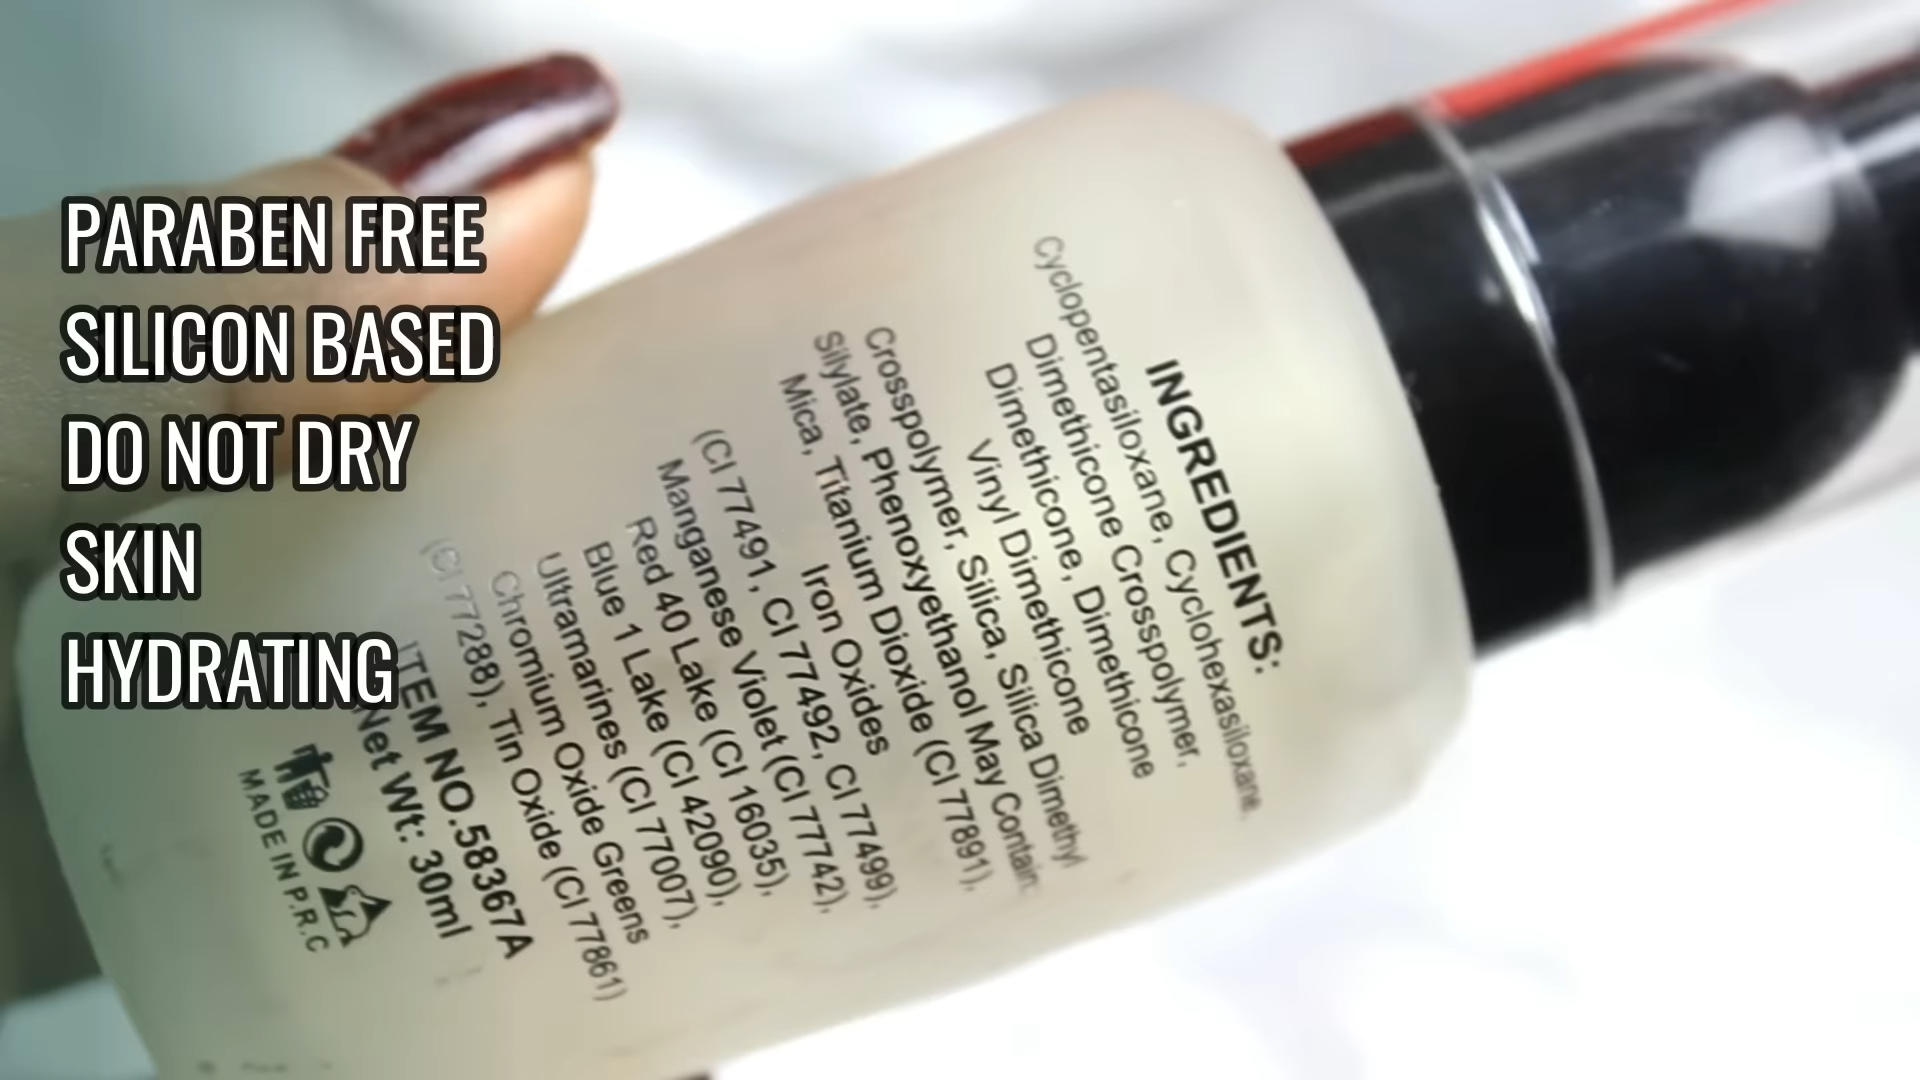 PARABEN FREE
SILICON BASED
DO NOT DRY
SKIN
HYDRATING
INGREDIENTS:
Cyclopentasiloxane, Cyclohexasiloxane,
Dimethicone Crosspolymer,
Dimethicone, Dimethicone
Vinyl Dimethicone
Crosspolymer, Silica, Silica Dimethyl
Silylate, Phenoxyethanol May Contain:
Mica, Titanium Dioxide (CI 77891),
Iron Oxides
(CI 77491, CI 77492, CI 77499),
Manganese Violet (CI 77742),
Red 40 Lake (CI 16035),
Blue 1 Lake (CI 42090),
Ultramarines (CI 77007),
Chromium Oxide Greens
(CI 77288), Tin Oxide (CI 77861)
ITEM NO.58367A
Net Wt: 30ml
MADE IN P.R.C